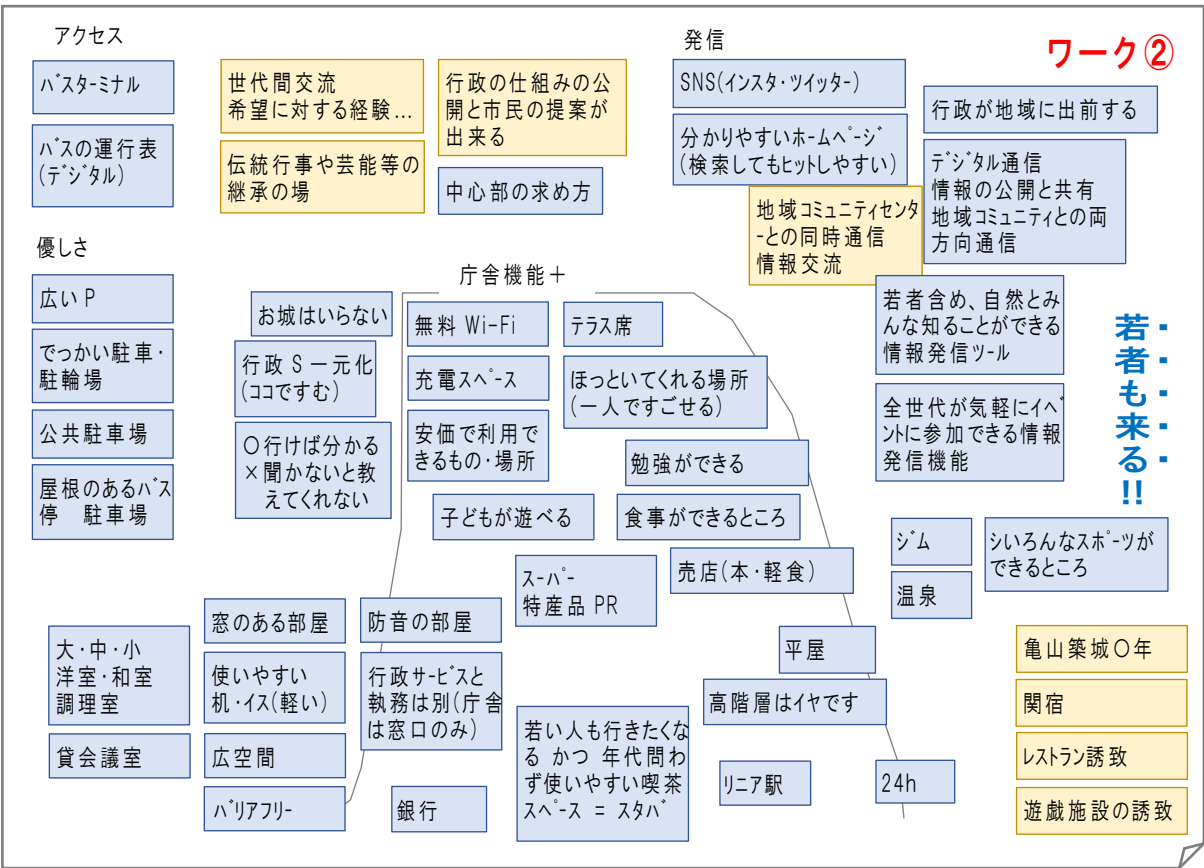 アクセス
バスターミナル
バスの運行表
(デジタル)
世代間交流
希望に対する経験…
伝統行事や芸能等の
継承の場
行政の仕組みの公
開と市民の提案が
出来る
中心部の求め方
発信
SNS(インスタ・ツイッター)
分かりやすいホームページ
(検索してもヒットしやすい)
地域コミュニティセンタ
ーとの同時通信
情報交流
ワーク②
行政が地域に出前する
デジタル通信
情報の公開と共有
地域コミュニティとの両
方向通信
若者含め、自然とみ
んな知ることができる
情報発信ツール
全世代が気軽にイベ
ントに参加できる情報
発信機能
若者も来る!!
優しさ
広いP
でっかい駐車・
駐輪場
公共駐車場
屋根のあるバス
停　駐車場
庁舎機能＋
お城はいらない
行政S一元化
(ココですむ)
〇行けば分かる
×聞かないと教
えてくれない
無料Wi-Fi
充電スペース
安価で利用で
きるもの・場所
テラス席
ほっといてくれる場所
(一人ですごせる)
勉強ができる
子どもが遊べる
食事ができるところ
スーパー
特産品PR
売店(本・軽食)
ジム
温泉
シいろんなスポーツが
できるところ
大・中・小
洋室・和室
調理室
貸会議室
窓のある部屋
使いやすい
机・イス(軽い)
広空間
バリアフリー
防音の部屋
行政サービスと
執務は別(庁舎
は窓口のみ)
銀行
若い人も行きたくな
る かつ 年代問わ
ず使いやすい喫茶
スペース = スタバ
平屋
高階層はイヤです
リニア駅
24h
亀山築城〇年
関宿
レストラン誘致
遊戯施設の誘致